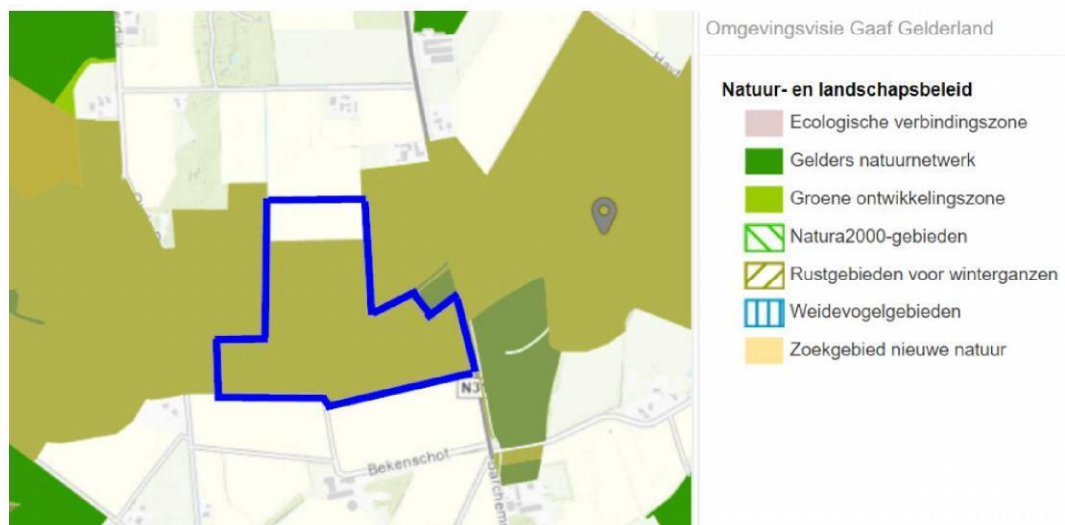 Omgevingsvisie Gaaf Gelderland
Natuur- en landschapsbeleid
Ecologische verbindingszone
Gelders natuurnetwerk
Groene ontwikkelingszone
Natura2000-gebieden
Rustgebieden voor winterganzen
Weidevogelgebieden
Zoekgebied nieuwe natuur
N3
Bekenschot